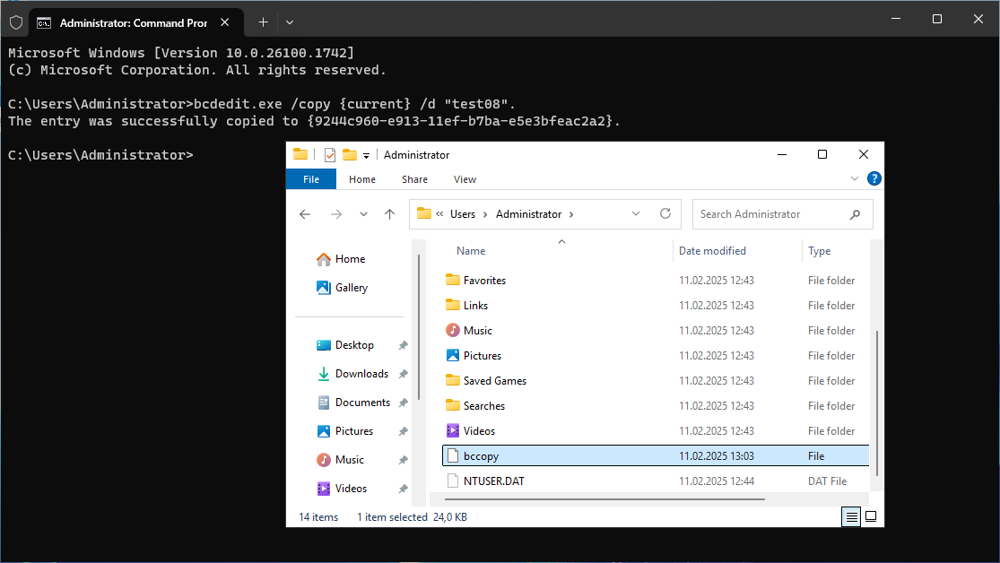 Administrator: Command Pror
Microsoft Windows [Version 10.0.26100.1742]
(c) Microsoft Corporation. All rights reserved.
C:\Users\Administrator>bcdedit.exe /copy {current} /d "test08".
The entry was successfully copied to {9244c960-e913-11ef-b7ba-e5e3bfeac2a2}.
C:\Users\Administrator>
Administrator
File Home Share View ?
« Users › Administrator ›
Search Administrator
Home
Gallery
Desktop
Downloads
Documents
Pictures
Music
Videos
Name Date modified Type
Favorites 11.02.2025 12:43 File folder
Links 11.02.2025 12:43 File folder
Music 11.02.2025 12:43 File folder
Pictures 11.02.2025 12:43 File folder
Saved Games 11.02.2025 12:43 File folder
Searches 11.02.2025 12:43 File folder
Videos 11.02.2025 12:43 File folder
bccopy 11.02.2025 13:03 File
NTUSER.DAT 11.02.2025 12:44 DAT File
14 items 1 item selected 24,0 KB